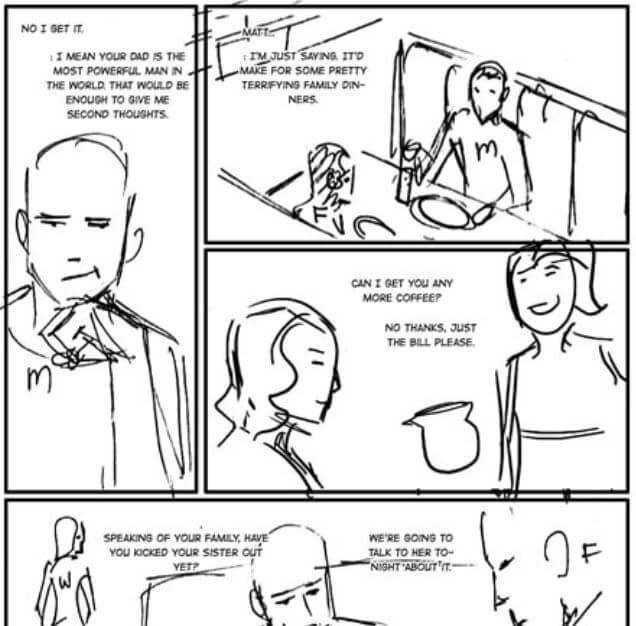 NO I GET IT.
: I MEAN YOUR DAD IS THE
MOST POWERFUL MAN IN
THE WORLD. THAT WOULD BE
ENOUGH TO GIVE ME
SECOND THOUGHTS.
m
MATT...
: I'M JUST SAYING. IT'D
MAKE FOR SOME PRETTY
TERRIFYING FAMILY DIN-
NERS.
m
F
CAN I GET YOU ANY
MORE COFFEE?
NO THANKS, JUST
THE BILL PLEASE.
SPEAKING OF YOUR FAMILY, HAVE
YOU KICKED YOUR SISTER OUT
YET?
WE'RE GOING TO
TALK TO HER TO-
NIGHT ABOUT IT.
W
F